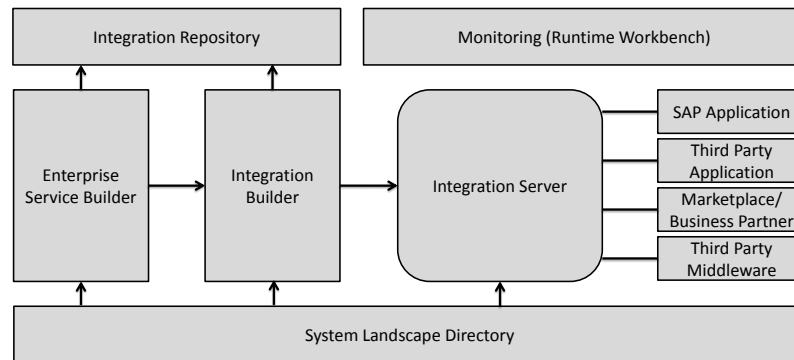 Integration Repository
Monitoring (Runtime Workbench)
Enterprise
Service Builder
Integration
Builder
Integration Server
SAP Application
Third Party
Application
Marketplace/
Business Partner
Third Party
Middleware
System Landscape Directory